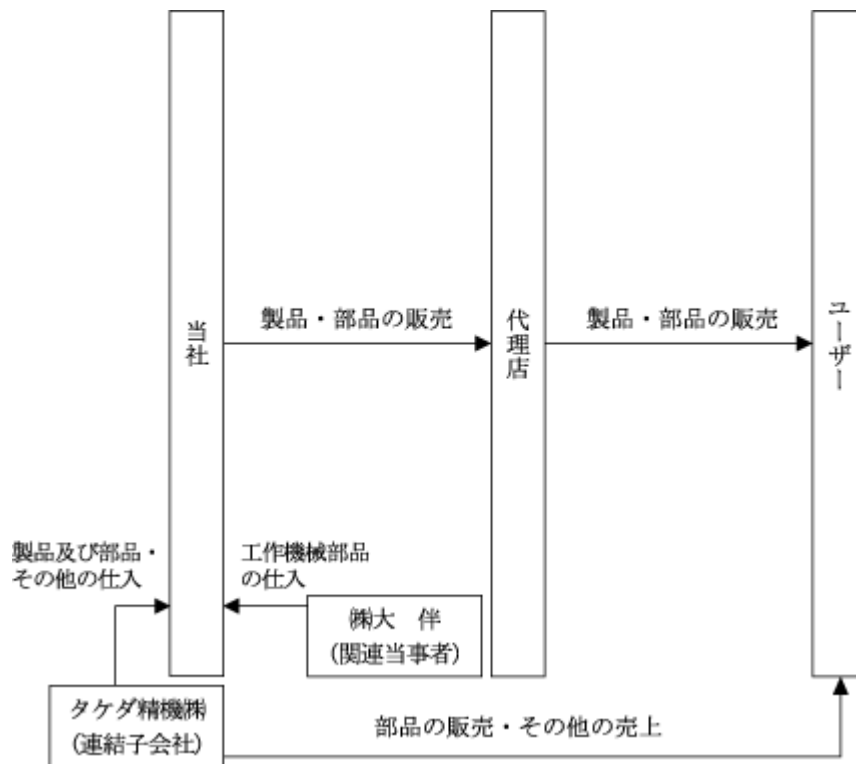 当社
製品・部品の販売
代理店
製品・部品の販売
ユーザー
製品及び部品・
その他の仕入
工作機械部品
の仕入
㈱大　伴
(関連当事者)
タケダ精機㈱
(連結子会社)
部品の販売・その他の売上